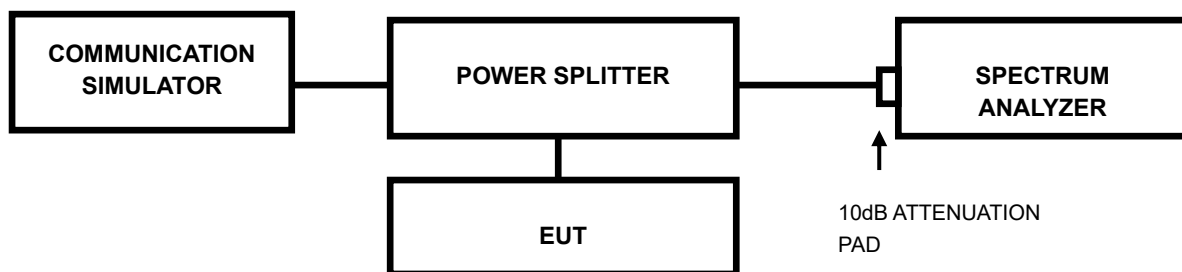 COMMUNICATION
SIMULATOR
POWER SPLITTER
SPECTRUM
ANALYZER
EUT
10dB ATTENUATION
PAD